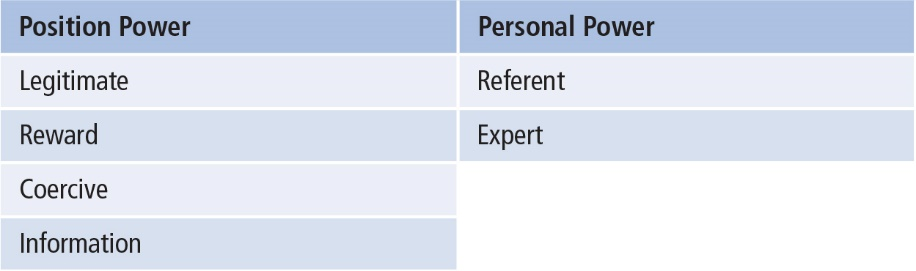 Position Power Personal Power
Legitimate Referent
Reward Expert
Coercive
Information